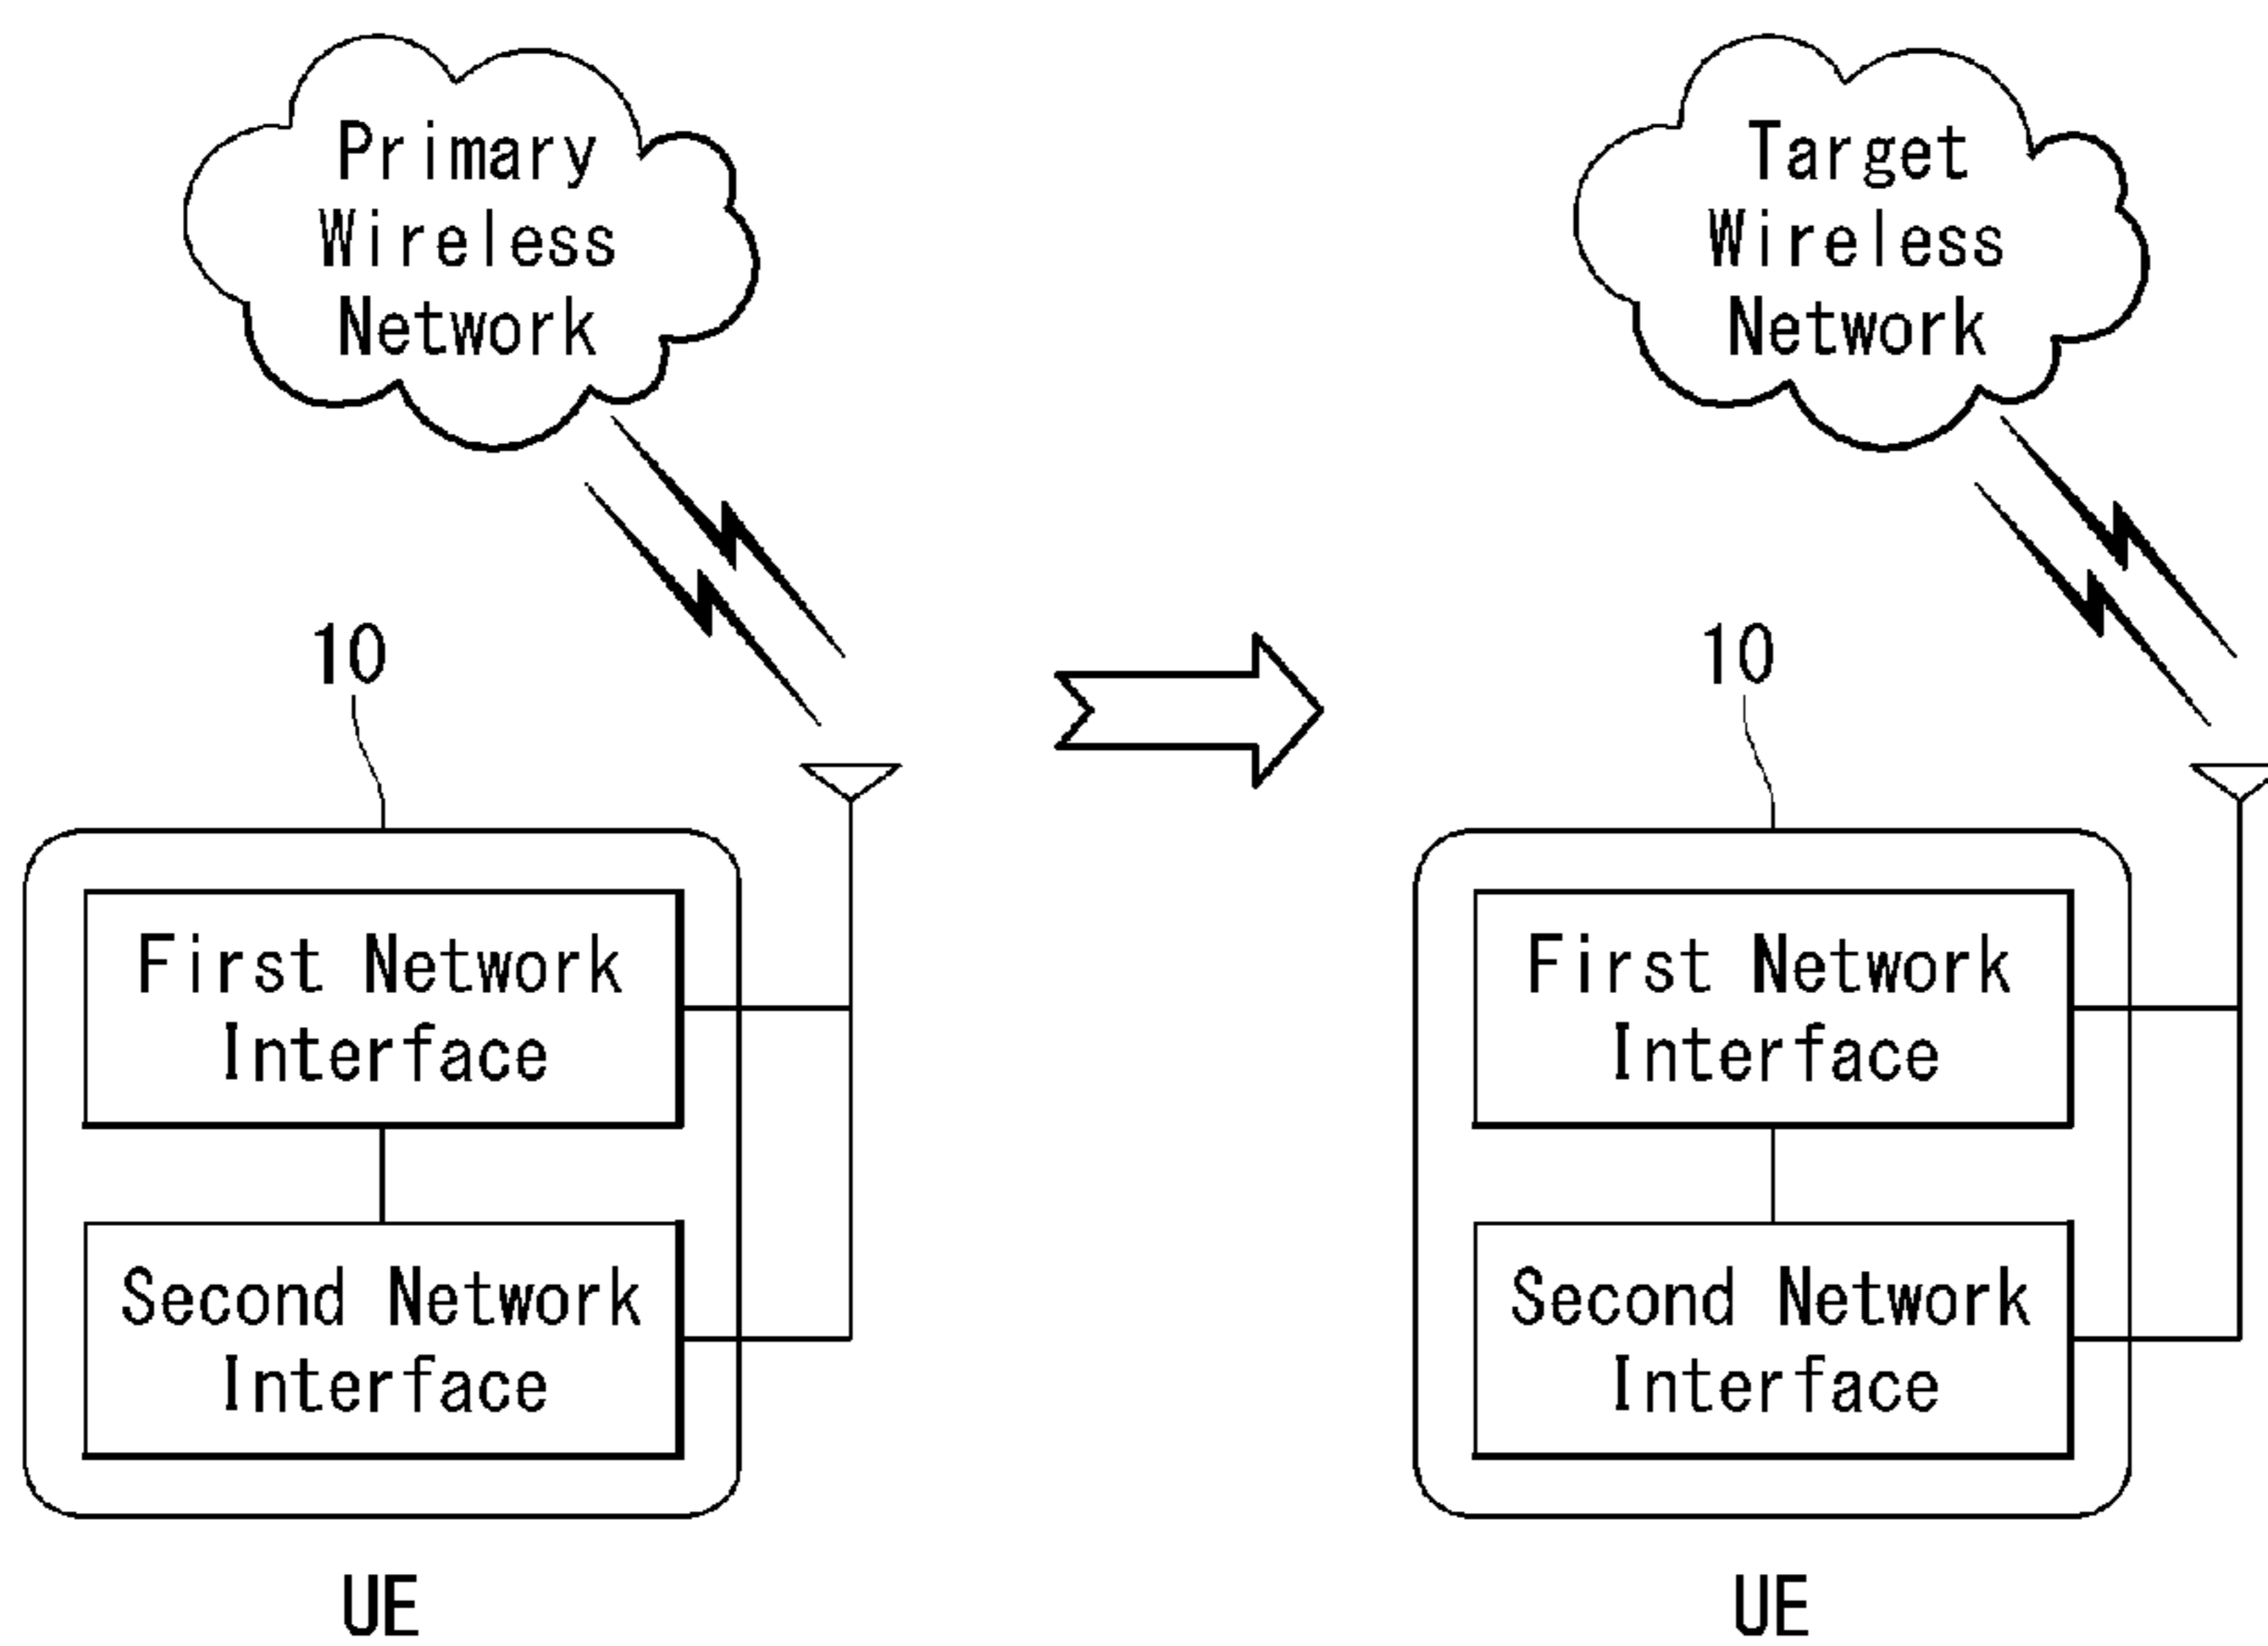 Primary
Wireless
Network
10
First Network
Interface
Second Network
Interface
UE
Target
Wireless
Network
10
First Network
Interface
Second Network
Interface
UE